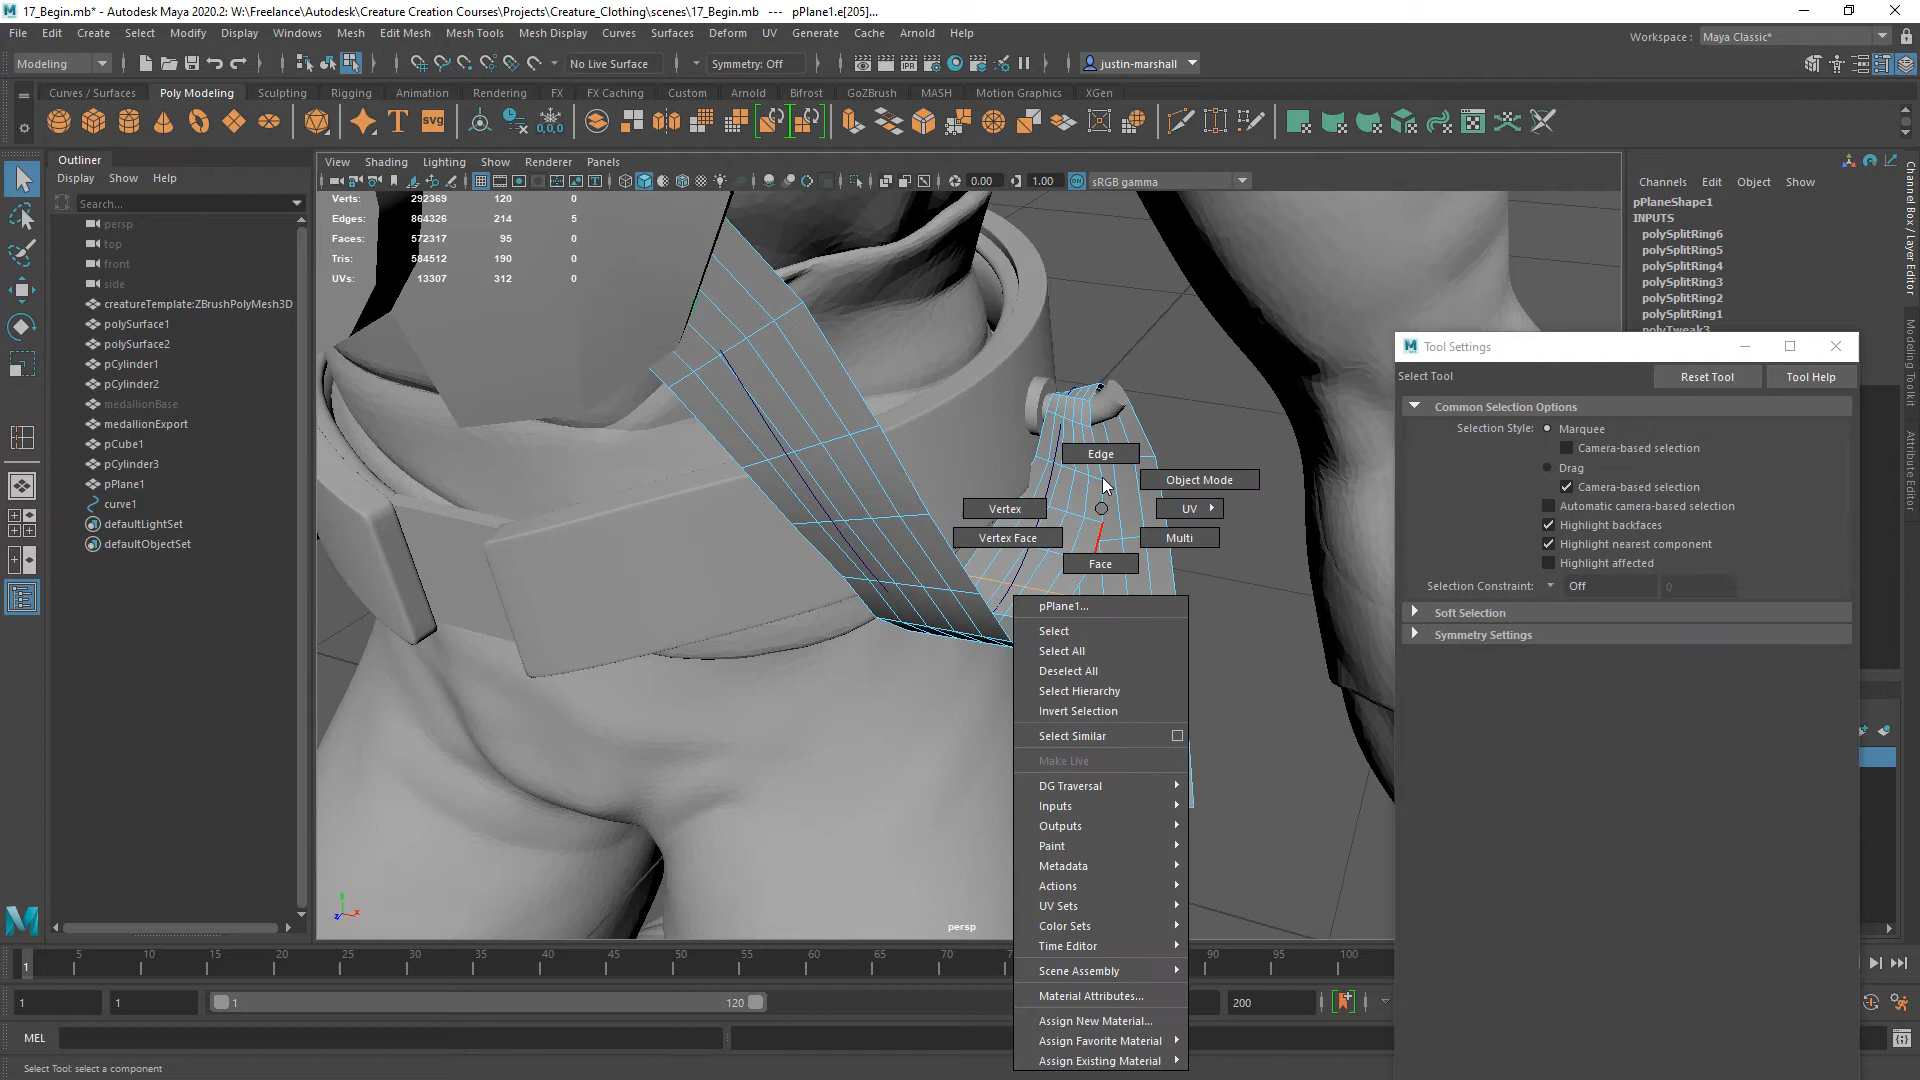 17_Begin.mb* - Autodesk Maya 2020.2: W:\Freelance\Autodesk\Creature Creation Courses\Projects\Creature_Clothing\scenes\17_Begin.mb --- pPlane1.e[205]...
File Edit Create Select Modify Display Windows Mesh Edit Mesh Mesh Tools Mesh Display Curves Surfaces Deform UV Generate Cache Arnold Help
Workspace : Maya Classic*
Modeling No Live Surface Symmetry: Off justin-marshall
Curves / Surfaces Poly Modeling Sculpting Rigging Animation Rendering FX FX Caching Custom Arnold Bifrost GoZBrush MASH Motion Graphics XGen
Outliner
Display Show Help
Search...
persp
top
front
side
creatureTemplate:ZBrushPolyMesh3D
polySurface1
polySurface2
pCylinder1
pCylinder2
medallionBase
medallionExport
pCube1
pCylinder3
pPlane1
curve1
defaultLightSet
defaultObjectSet
View Shading Lighting Show Renderer Panels
0.00 1.00 sRGB gamma
Verts: 292369 120 0
Edges: 864326 214 5
Faces: 572317 95 0
Tris: 584512 190 0
UVs: 13307 312 0
Edge
Object Mode
Vertex
UV
Vertex Face
Multi
Face
pPlane1...
Select
Select All
Deselect All
Select Hierarchy
Invert Selection
Select Similar
Make Live
DG Traversal
Inputs
Outputs
Paint
Metadata
Actions
UV Sets
Color Sets
Time Editor
Scene Assembly
Material Attributes...
Assign New Material...
Assign Favorite Material
Assign Existing Material
persp
Channels Edit Object Show
pPlaneShape1
INPUTS
polySplitRing6
polySplitRing5
polySplitRing4
polySplitRing3
polySplitRing2
polySplitRing1
polyTweak3
Channel Box / Layer Editor
Modeling Toolkit
Attribute Editor
Tool Settings
Select Tool Reset Tool Tool Help
Common Selection Options
Selection Style: Marquee
Camera-based selection
Drag
Camera-based selection
Automatic camera-based selection
Highlight backfaces
Highlight nearest component
Highlight affected
Selection Constraint: Off 0
Soft Selection
Symmetry Settings
1 5 10 15 20 25 30 35 40 45 50 55 60 65 70 90 95 100
1 1 1 120 200
MEL
Select Tool: select a component